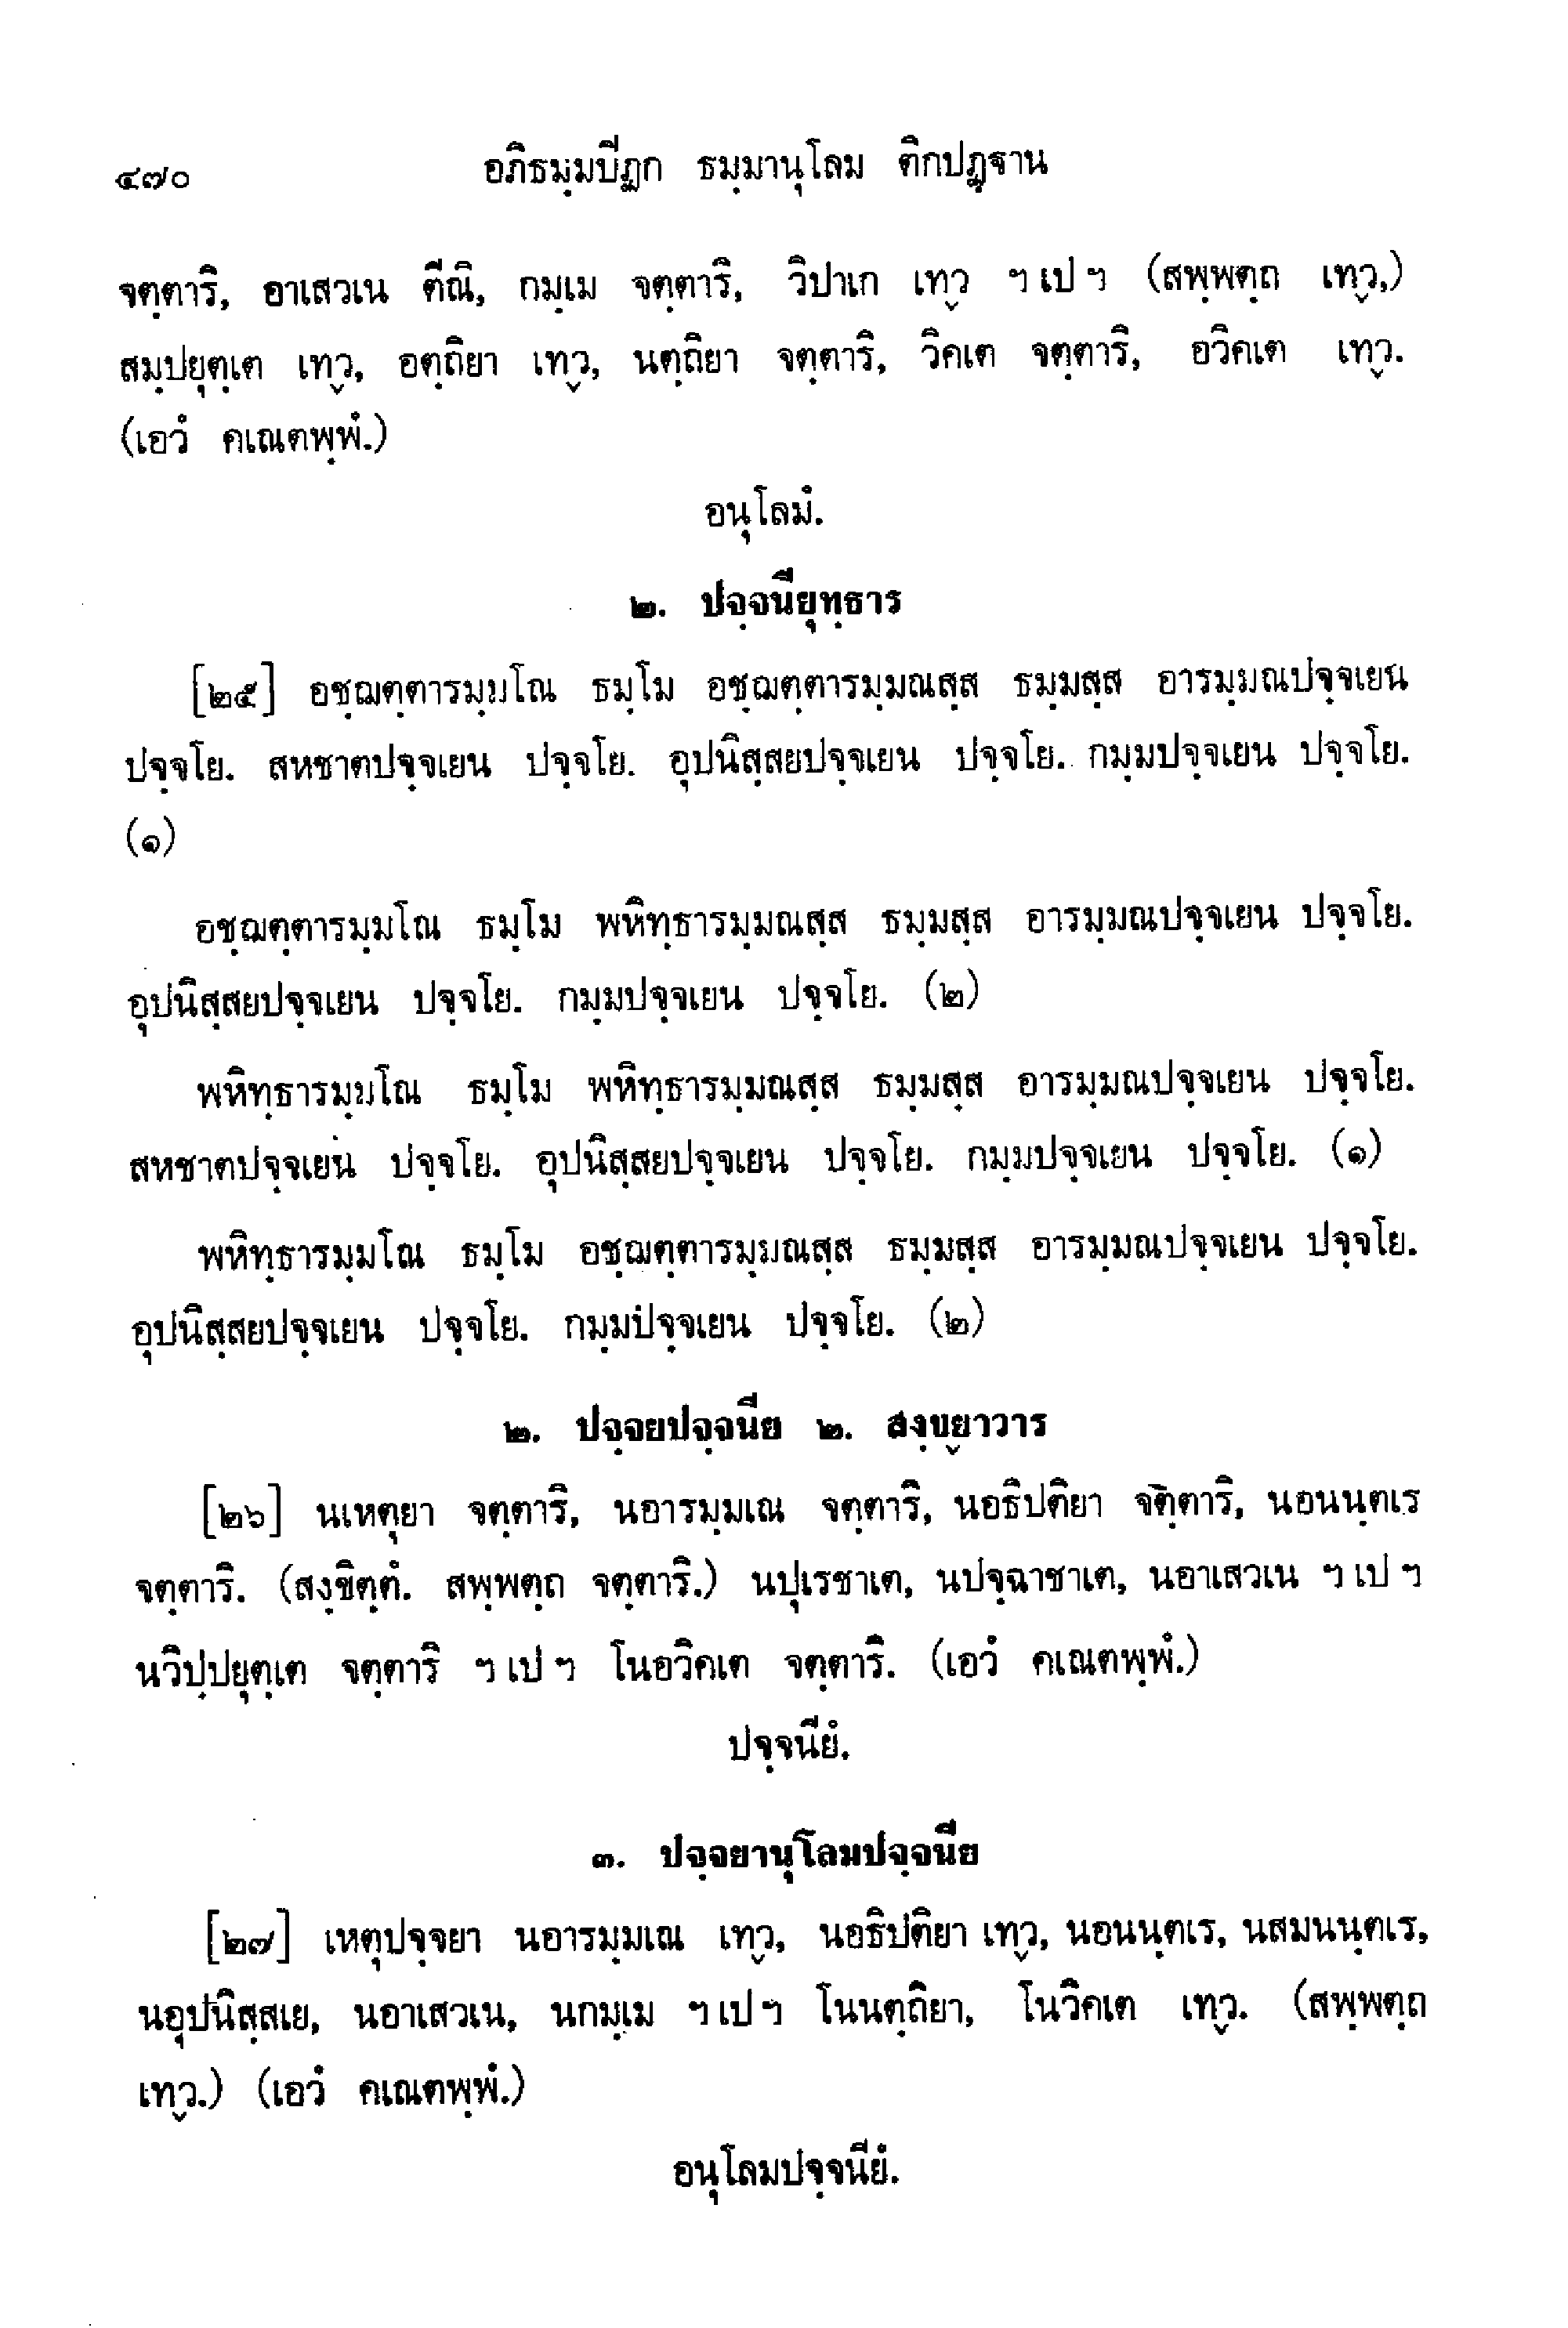 ๔๗๐ อภิธมฺมปีฏก ธมฺมานุโลม ติกปฏฺฐาน
จตฺตาริ, อาเสวเน ตีณิ, กมฺเม จตฺตาริ, วิปาเก เทฺว ฯ เป ฯ (สพฺพตฺถ เทฺว,)
สมฺปยุตฺเต เทฺว, อตฺถิยา เทฺว, นตฺถิยา จตฺตาริ, วิคเต จตฺตาริ, อวิคเต เทฺว.
(เอวํ คเณตพฺพํ.)
อนุโลมํ.
๒. ปจฺจนียุทฺธาร
[๒๕] อชฺฌตฺตารมฺมโณ ธมฺโม อชฺฌตฺตารมฺมณสฺส ธมฺมสฺส อารมฺมณปจฺจเยน
ปจฺจโย. สหชาตปจฺจเยน ปจฺจโย. อุปนิสฺสยปจฺจเยน ปจฺจโย. กมฺมปจฺจเยน ปจฺจโย.
(๑)
อชฺฌตฺตารมฺมโณ ธมฺโม พหิทฺธารมฺมณสฺส ธมฺมสฺส อารมฺมณปจฺจเยน ปจฺจโย.
อุปนิสฺสยปจฺจเยน ปจฺจโย. กมฺมปจฺจเยน ปจฺจโย. (๒)
พหิทฺธารมฺมโณ ธมฺโม พหิทฺธารมฺมณสฺส ธมฺมสฺส อารมฺมณปจฺจเยน ปจฺจโย.
สหชาตปจฺจเยน ปจฺจโย. อุปนิสฺสยปจฺจเยน ปจฺจโย. กมฺมปจฺจเยน ปจฺจโย. (๑)
พหิทฺธารมฺมโณ ธมฺโม อชฺฌตฺตารมฺมณสฺส ธมฺมสฺส อารมฺมณปจฺจเยน ปจฺจโย.
อุปนิสฺสยปจฺจเยน ปจฺจโย. กมฺมปจฺจเยน ปจฺจโย. (๒)
๒. ปจฺจยปจฺจนีย ๒. สงฺขฺยาวาร
[๒๖] นเหตุยา จตฺตาริ, นอารมฺมเณ จตฺตาริ, นอธิปติยา จตฺตาริ, นอนนฺตเร
จตฺตาริ. (สงฺขิตฺตํ. สพฺพตฺถ จตฺตาริ.) นปุเรชาเต, นปจฺฉาชาเต, นอาเสวเน ฯ เป ฯ
นวิปฺปยุตฺเต จตฺตาริ ฯ เป ฯ โนอวิคเต จตฺตาริ. (เอวํ คเณตพฺพํ.)
ปจฺจนียํ.
๓. ปจฺจยานุโลมปจฺจนีย
[๒๗] เหตุปจฺจยา นอารมฺมเณ เทฺว, นอธิปติยา เทฺว, นอนนฺตเร, นสมนนฺตเร,
นอุปนิสฺสเย, นอาเสวเน, นกมฺเม ฯ เป ฯ โนนตฺถิยา, โนวิคเต เทฺว. (สพฺพตฺถ
เทฺว.) (เอวํ คเณตพฺพํ.)
อนุโลมปจฺจนียํ.